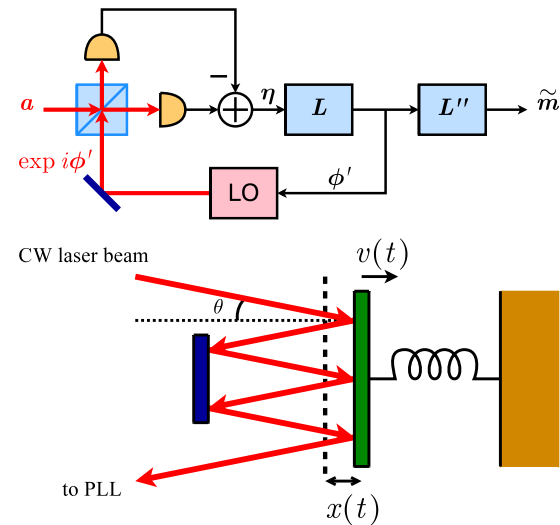 −
a
+
η
L
L''
m̃
exp iϕ'
LO
ϕ'
CW laser beam
v(t)
θ
to PLL
x(t)